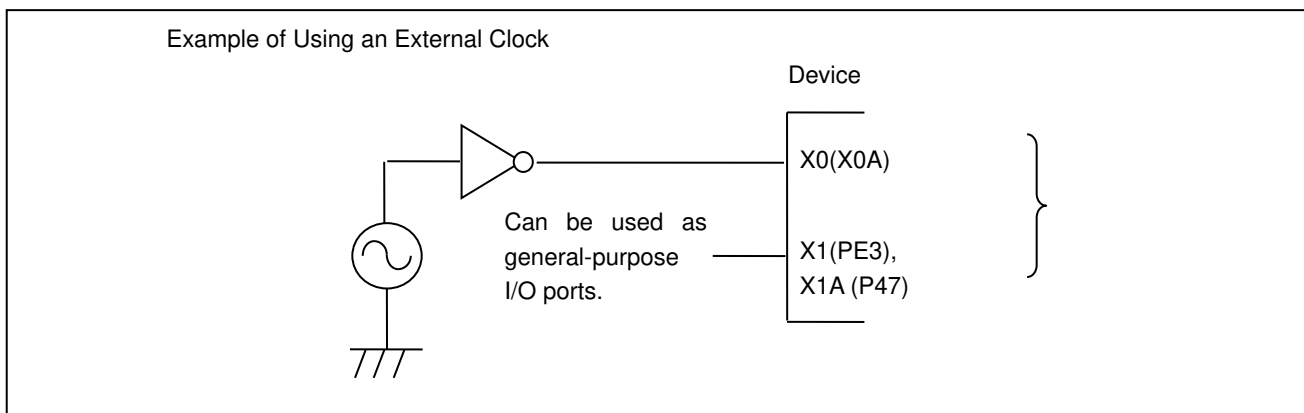 Example of Using an External Clock
Device
X0(X0A)
Can be used as
general-purpose
I/O ports.
X1(PE3),
X1A (P47)